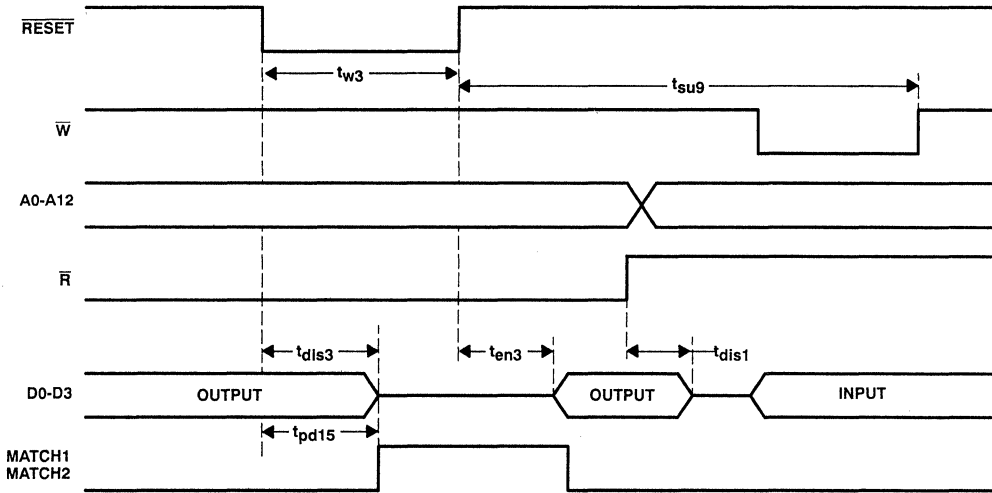 RESET
tw3
tsu9
W
A0-A12
R
tdis3
ten3
tdis1
D0-D3
OUTPUT
OUTPUT
INPUT
tpd15
MATCH1
MATCH2